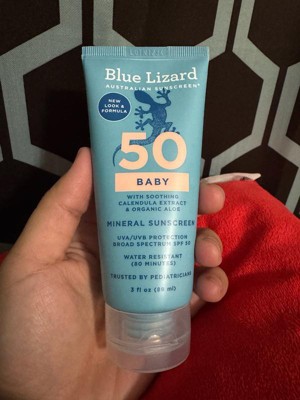 Blue Lizard
AUSTRALIAN SUNSCREEN
NEW
LOOK &
FORMULA
50
BABY
WITH SOOTHING
CALENDULA EXTRACT
& ORGANIC ALOE
MINERAL SUNSCREEN
UVA/UVB PROTECTION
BROAD SPECTRUM SPF 50
WATER RESISTANT
(80 MINUTES)
TRUSTED BY PEDIATRICIANS
3 fl oz (89 ml)